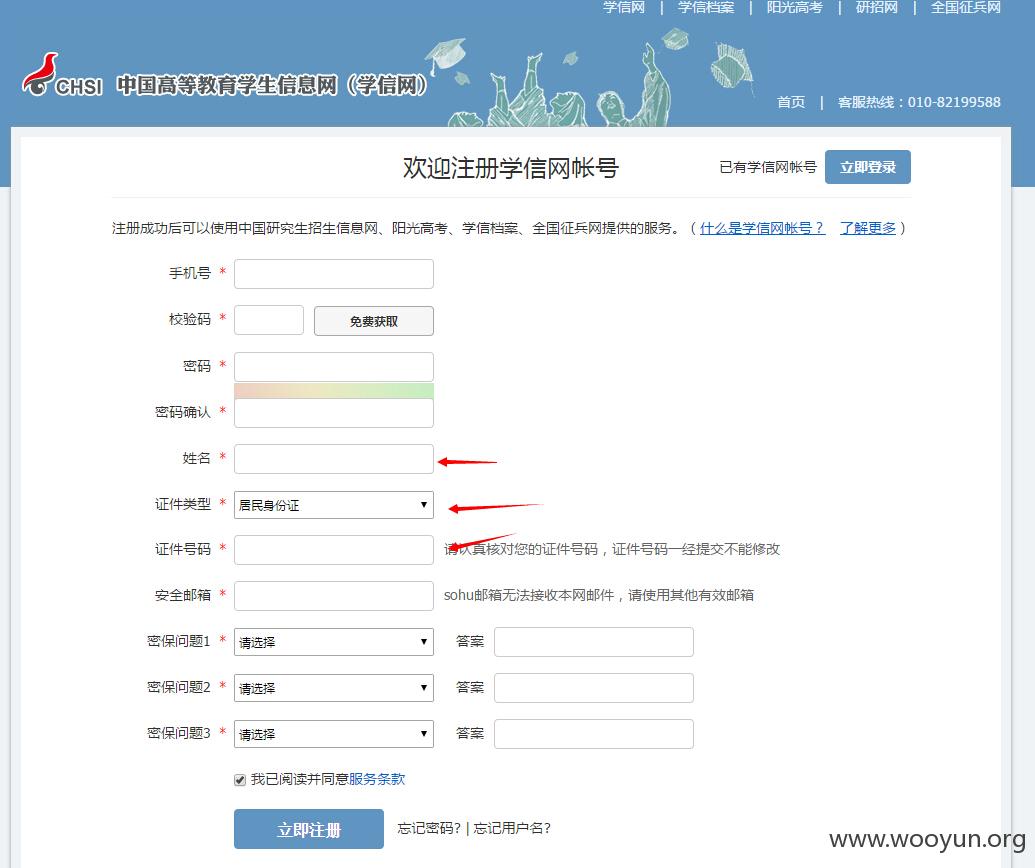 学信网 | 学信档案 | 阳光高考 | 研招网 | 全国征兵网
CHSI 中国高等教育学生信息网（学信网）
首页 | 客服热线：010-82199588
欢迎注册学信网帐号
已有学信网帐号 立即登录
注册成功后可以使用中国研究生招生信息网、阳光高考、学信档案、全国征兵网提供的服务。（什么是学信网帐号？ 了解更多）
手机号 *
校验码 * 免费获取
密码 *
密码确认 *
姓名 *
证件类型 * 居民身份证
证件号码 * 请认真核对您的证件号码，证件号码一经提交不能修改
安全邮箱 * sohu邮箱无法接收本网邮件，请使用其他有效邮箱
密保问题1 * 请选择 答案
密保问题2 * 请选择 答案
密保问题3 * 请选择 答案
我已阅读并同意服务条款
立即注册 忘记密码? | 忘记用户名?
www.wooyun.org